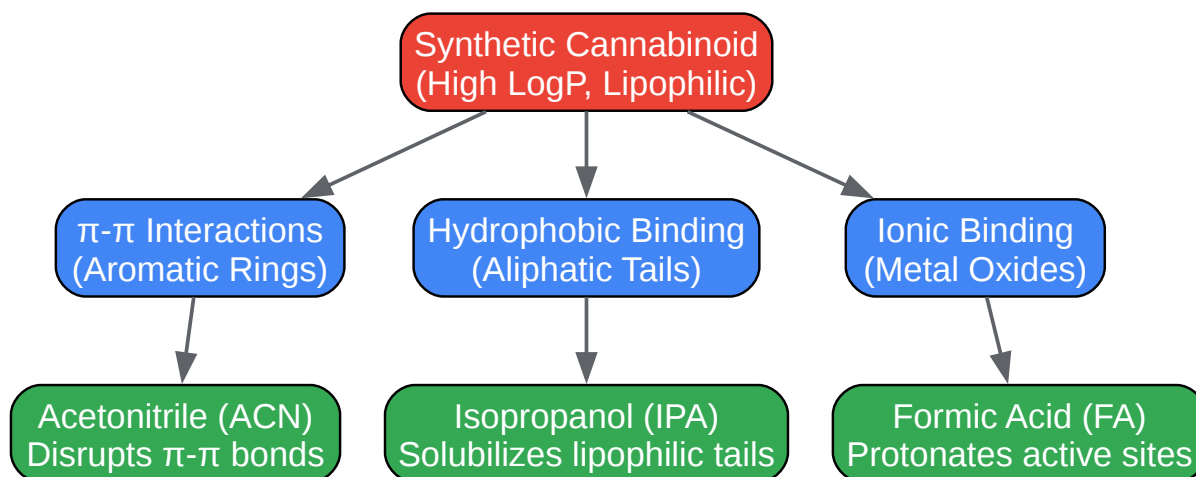 Synthetic Cannabinoid
(High LogP, Lipophilic)
π-π Interactions
(Aromatic Rings)
Hydrophobic Binding
(Aliphatic Tails)
Ionic Binding
(Metal Oxides)
Acetonitrile (ACN)
Disrupts π-π bonds
Isopropanol (IPA)
Solubilizes lipophilic tails
Formic Acid (FA)
Protonates active sites